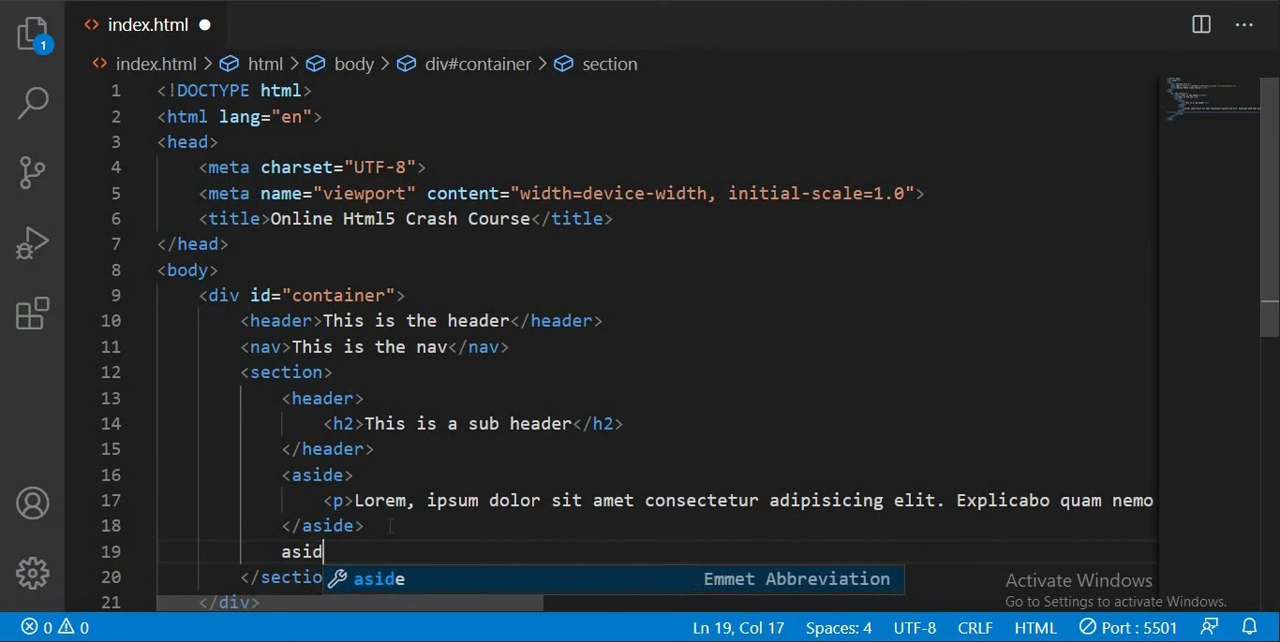 index.html
1
index.html > html > body > div#container > section
1 <!DOCTYPE html>
2 <html lang="en">
3 <head>
4 <meta charset="UTF-8">
5 <meta name="viewport" content="width=device-width, initial-scale=1.0">
6 <title>Online Html5 Crash Course</title>
7 </head>
8 <body>
9 <div id="container">
10 <header>This is the header</header>
11 <nav>This is the nav</nav>
12 <section>
13 <header>
14 <h2>This is a sub header</h2>
15 </header>
16 <aside>
17 <p>Lorem, ipsum dolor sit amet consectetur adipisicing elit. Explicabo quam nemo
18 </aside>
19 asid
20 </sectio
aside Emmet Abbreviation
21 </div>
Activate Windows
Go to Settings to activate Windows.
0 0 Ln 19, Col 17 Spaces: 4 UTF-8 CRLF HTML Port : 5501